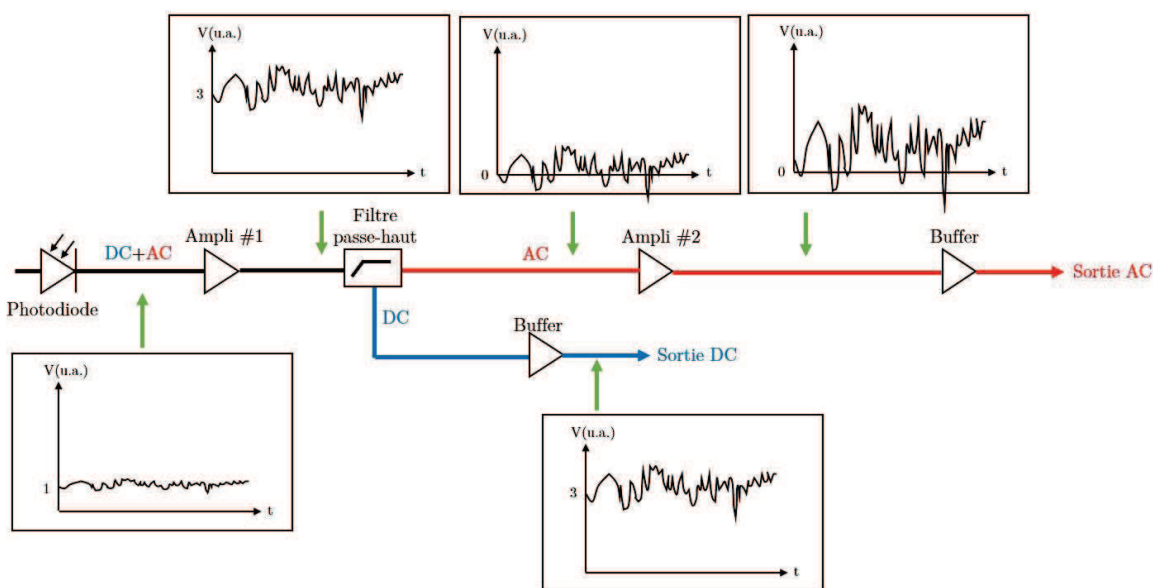 V(u.a.)
3
t
V(u.a.)
0
t
V(u.a.)
0
t
Filtre
passe-haut
Ampli #1
DC+AC
Photodiode
AC
Ampli #2
Buffer
Sortie AC
DC
Buffer
Sortie DC
V(u.a.)
1
t
V(u.a.)
3
t